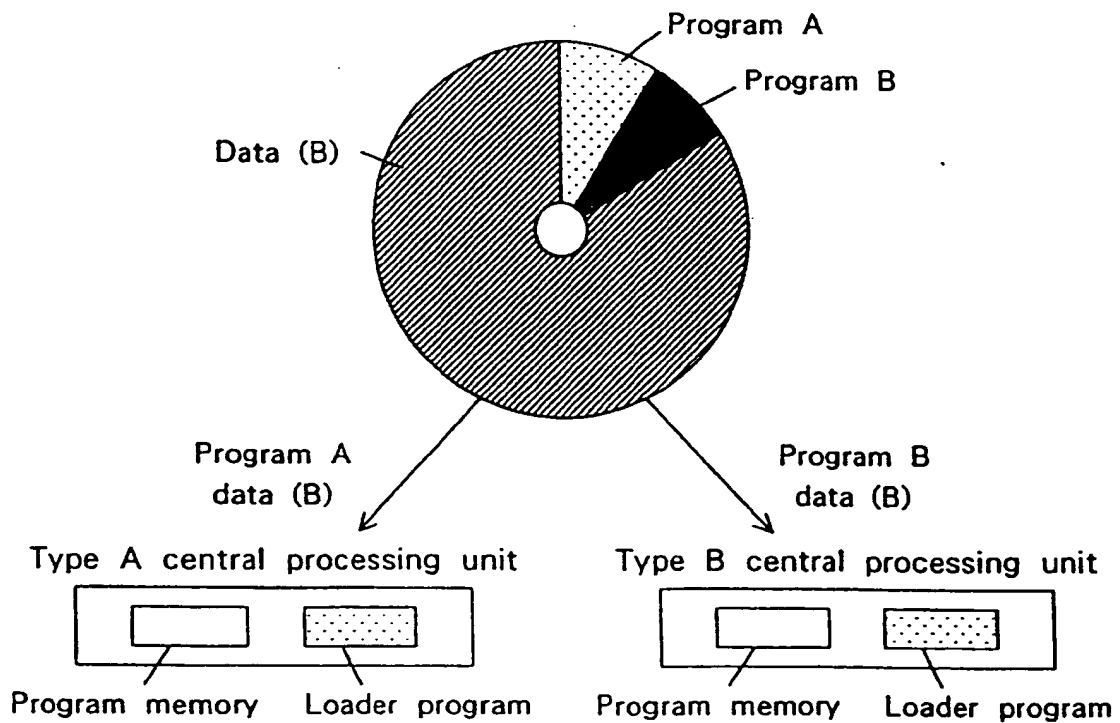 Program A
Program B
Data (B)
Program A
data (B)
Program B
data (B)
Type A central processing unit
Type B central processing unit
Program memory
Loader program
Program memory
Loader program